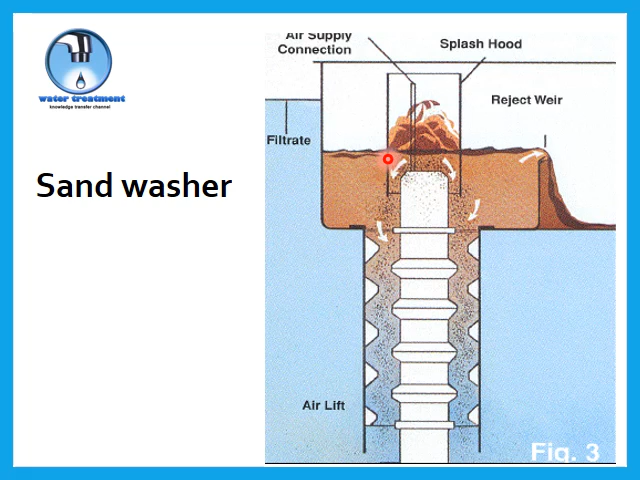 water treatment
knowledge transfer channel
Sand washer
Air Supply
Connection
Splash Hood
Reject Weir
Filtrate
Air Lift
Fig. 3